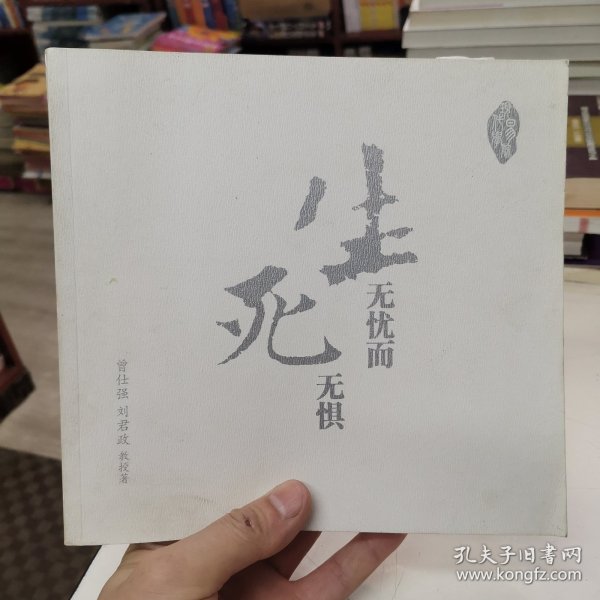 生
无忧而
死
无惧
曾仕强 刘君政 教授著
孔夫子旧书网
www.kongfz.com